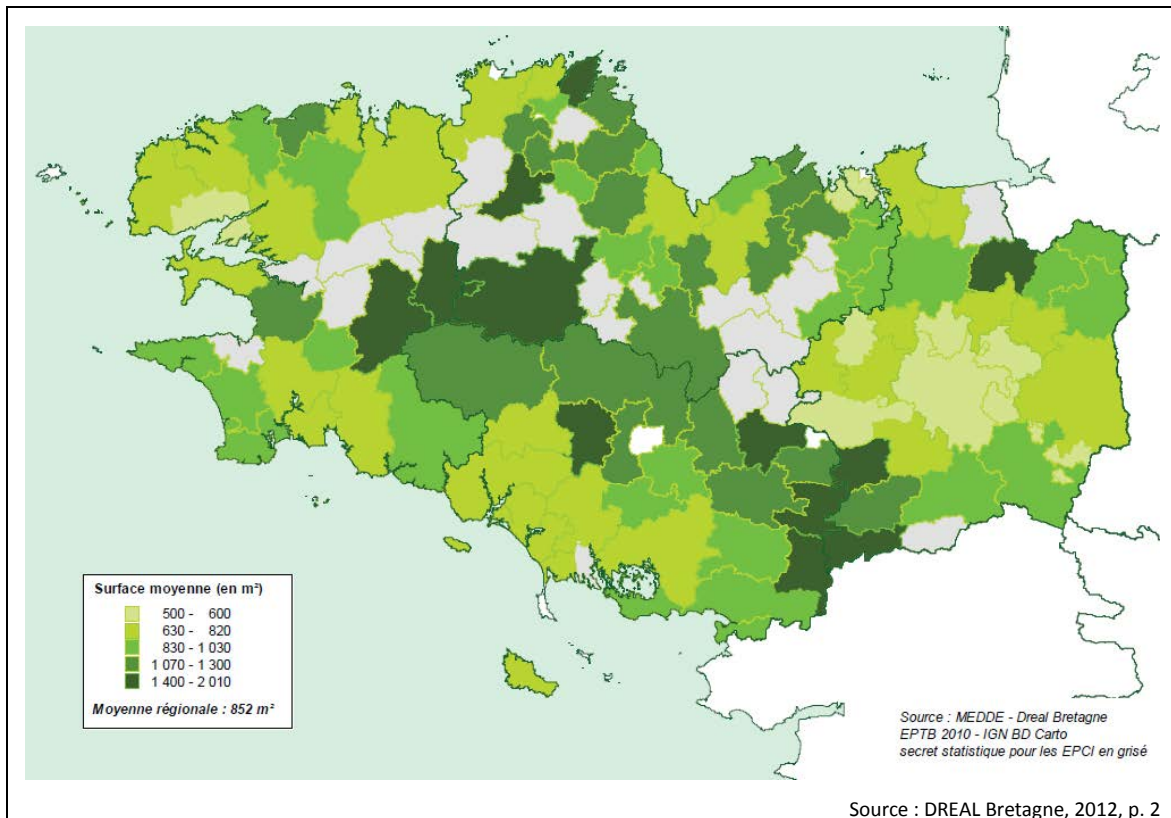 Surface moyenne (en m²)
500 - 600
630 - 820
830 - 1 030
1 070 - 1 300
1 400 - 2 010
Moyenne régionale : 852 m²
Source : MEDDE - Dreal Bretagne
EPTB 2010 - IGN BD Carto
secret statistique pour les EPCI en grisé
Source : DREAL Bretagne, 2012, p. 2